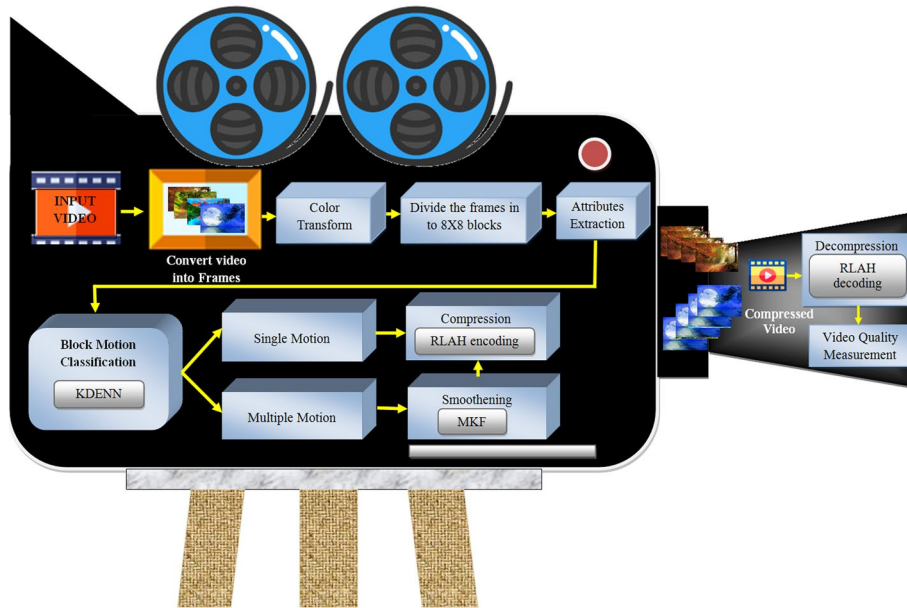 INPUT
VIDEO
Convert video
into Frames
Color
Transform
Divide the frames in
to 8X8 blocks
Attributes
Extraction
Block Motion
Classification
KDENN
Single Motion
Multiple Motion
Compression
RLAH encoding
Smoothening
MKF
Compressed
Video
Decompression
RLAH
decoding
Video Quality
Measurement